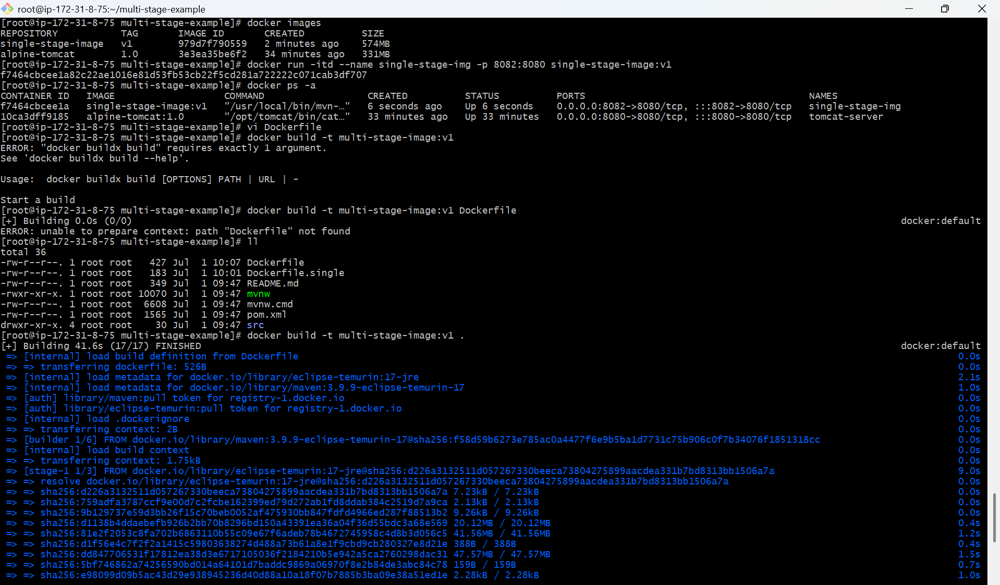 root@ip-172-31-8-75:~/multi-stage-example
[root@ip-172-31-8-75 multi-stage-example]# docker images
REPOSITORY           TAG       IMAGE ID       CREATED          SIZE
single-stage-image   v1        979d7f790559   2 minutes ago    574MB
alpine-tomcat        1.0       3e3ea35be6f2   34 minutes ago   331MB
[root@ip-172-31-8-75 multi-stage-example]# docker run -itd --name single-stage-img -p 8082:8080 single-stage-image:v1
f7464cbcee1a82c22ae1016e81d53fb53cb22f5cd281a722222c071cab3df707
[root@ip-172-31-8-75 multi-stage-example]# docker ps -a
CONTAINER ID   IMAGE                   COMMAND                  CREATED          STATUS          PORTS                                       NAMES
f7464cbcee1a   single-stage-image:v1   "/usr/local/bin/mvn-…"   6 seconds ago    Up 6 seconds    0.0.0.0:8082->8080/tcp, :::8082->8080/tcp   single-stage-img
10ca3dff9185   alpine-tomcat:1.0       "/opt/tomcat/bin/cat…"   33 minutes ago   Up 33 minutes   0.0.0.0:8080->8080/tcp, :::8080->8080/tcp   tomcat-server
[root@ip-172-31-8-75 multi-stage-example]# vi Dockerfile
[root@ip-172-31-8-75 multi-stage-example]# docker build -t multi-stage-image:v1
ERROR: "docker buildx build" requires exactly 1 argument.
See 'docker buildx build --help'.
Usage:  docker buildx build [OPTIONS] PATH | URL | -
Start a build
[root@ip-172-31-8-75 multi-stage-example]# docker build -t multi-stage-image:v1 Dockerfile
[+] Building 0.0s (0/0) docker:default
ERROR: unable to prepare context: path "Dockerfile" not found
[root@ip-172-31-8-75 multi-stage-example]# ll
total 36
-rw-r--r--. 1 root root   427 Jul  1 10:07 Dockerfile
-rw-r--r--. 1 root root   183 Jul  1 10:01 Dockerfile.single
-rw-r--r--. 1 root root   349 Jul  1 09:47 README.md
-rwxr-xr-x. 1 root root 10070 Jul  1 09:47 mvnw
-rw-r--r--. 1 root root  6608 Jul  1 09:47 mvnw.cmd
-rw-r--r--. 1 root root  1565 Jul  1 09:47 pom.xml
drwxr-xr-x. 4 root root    30 Jul  1 09:47 src
[root@ip-172-31-8-75 multi-stage-example]# docker build -t multi-stage-image:v1 .
[+] Building 41.6s (17/17) FINISHED docker:default
=> [internal] load build definition from Dockerfile 0.0s
=> => transferring dockerfile: 526B 0.0s
=> [internal] load metadata for docker.io/library/eclipse-temurin:17-jre 2.1s
=> [internal] load metadata for docker.io/library/maven:3.9.9-eclipse-temurin-17 1.0s
=> [auth] library/maven:pull token for registry-1.docker.io 0.0s
=> [auth] library/eclipse-temurin:pull token for registry-1.docker.io 0.0s
=> [internal] load .dockerignore 0.0s
=> => transferring context: 2B 0.0s
=> [builder 1/6] FROM docker.io/library/maven:3.9.9-eclipse-temurin-17@sha256:f58d59b6273e785ac0a4477f6e9b5ba1d7731c75b906c0f7b34076f1851318cc 0.0s
=> [internal] load build context 0.0s
=> => transferring context: 1.75kB 0.0s
=> [stage-1 1/3] FROM docker.io/library/eclipse-temurin:17-jre@sha256:d226a3132511d057267330beeca73804275899aacdea331b7bd8313bb1506a7a 9.0s
=> => resolve docker.io/library/eclipse-temurin:17-jre@sha256:d226a3132511d057267330beeca73804275899aacdea331b7bd8313bb1506a7a 0.0s
=> => sha256:d226a3132511d057267330beeca73804275899aacdea331b7bd8313bb1506a7a 7.23kB / 7.23kB 0.0s
=> => sha256:759adfa3787ccf9e00d7c2fcbe162399ed79d272ab1fd8ddab384c2519d7a9ca 2.13kB / 2.13kB 0.0s
=> => sha256:9b129737e59d3bb26f15c70beb0052af475930bb847fdfd4966ed287f88513b2 9.26kB / 9.26kB 0.0s
=> => sha256:d1138b4ddaebefb926b2bb70b8296bd150a43391ea36a04f36d55bdc3a68e569 20.12MB / 20.12MB 0.4s
=> => sha256:81e2f2053c8fa702b6863110b55c09e67f6adeb78b4672745958c4d8b3d056c5 41.56MB / 41.56MB 1.2s
=> => sha256:d1f56e4c7f2f2a1415c59803638274d488a73b61a8e1f9cbd9cb280327e8d21e 388B / 388B 0.4s
=> => sha256:dd847706531f17812ea38d3e6717105036f2184210b5e942a5ca2760298dac31 47.57MB / 47.57MB 1.5s
=> => sha256:5bf746862a74256590bd014a64101d7baddc9869a06970f8e2b84de3abc84c78 159B / 159B 0.7s
=> => sha256:e98099d09b5ac43d29e938945236d40d88a10a18f07b7885b3ba09e38a51ed1e 2.28kB / 2.28kB 1.0s